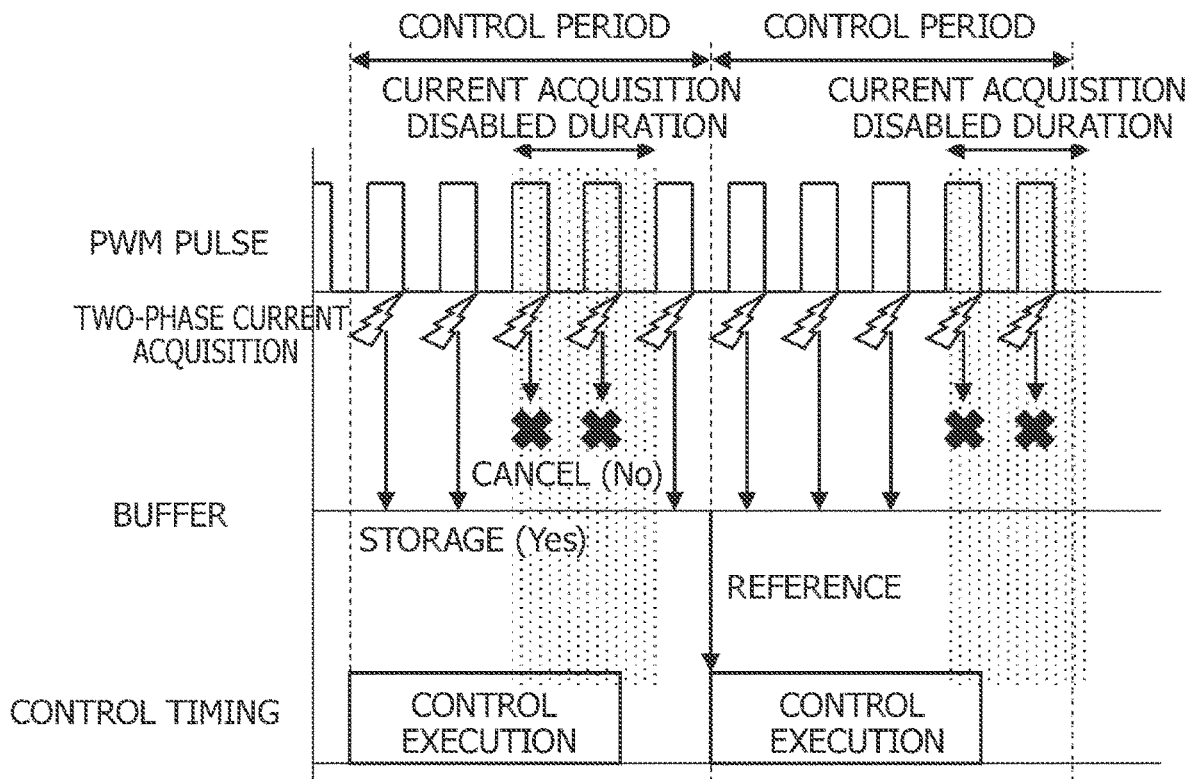 CONTROL PERIOD
CONTROL PERIOD
CURRENT ACQUISITION
DISABLED DURATION
CURRENT ACQUISITION
DISABLED DURATION
PWM PULSE
TWO-PHASE CURRENT
ACQUISITION
CANCEL (No)
BUFFER
STORAGE (Yes)
REFERENCE
CONTROL TIMING
CONTROL
EXECUTION
CONTROL
EXECUTION